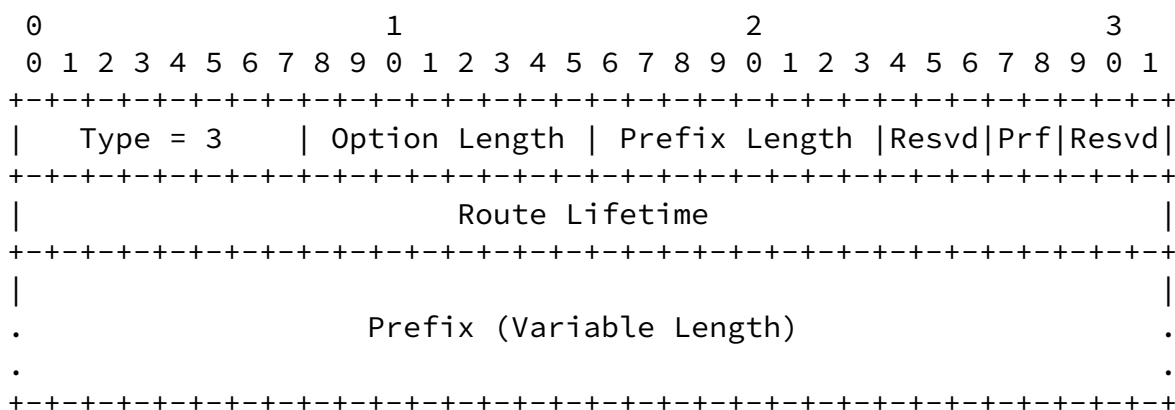 0                   1                   2                   3
 0 1 2 3 4 5 6 7 8 9 0 1 2 3 4 5 6 7 8 9 0 1 2 3 4 5 6 7 8 9 0 1
+-+-+-+-+-+-+-+-+-+-+-+-+-+-+-+-+-+-+-+-+-+-+-+-+-+-+-+-+-+-+-+-+
|   Type = 3    | Option Length | Prefix Length |Resvd|Prf|Resvd|
+-+-+-+-+-+-+-+-+-+-+-+-+-+-+-+-+-+-+-+-+-+-+-+-+-+-+-+-+-+-+-+-+
|                        Route Lifetime                         |
+-+-+-+-+-+-+-+-+-+-+-+-+-+-+-+-+-+-+-+-+-+-+-+-+-+-+-+-+-+-+-+-+
|                                                               |
.                   Prefix (Variable Length)                    .
.                                                               .
+-+-+-+-+-+-+-+-+-+-+-+-+-+-+-+-+-+-+-+-+-+-+-+-+-+-+-+-+-+-+-+-+